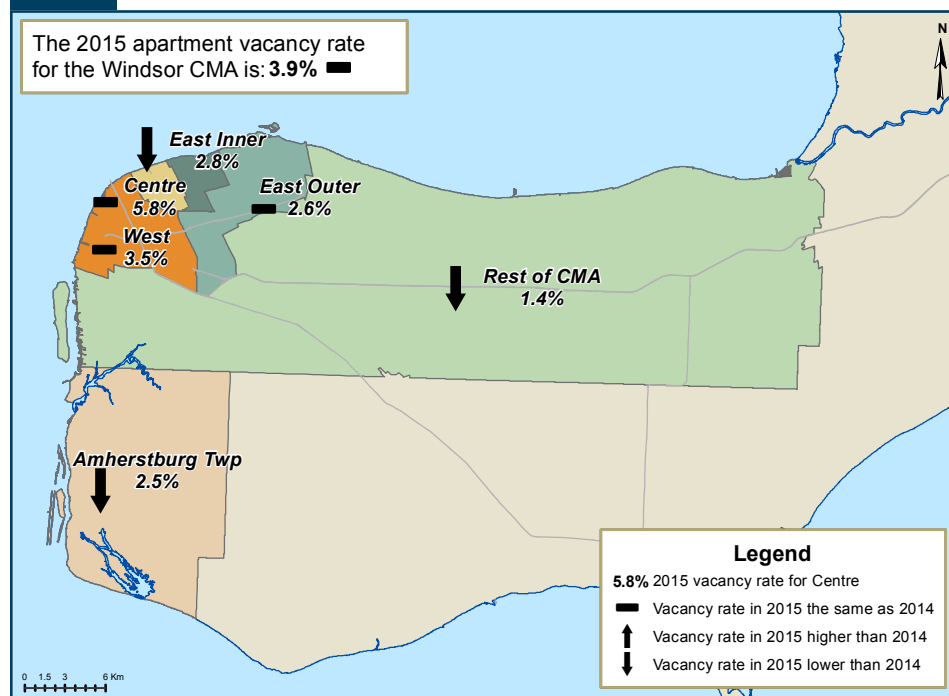 The 2015 apartment vacancy rate
for the Windsor CMA is: 3.9%
N
East Inner
2.8%
Centre
5.8%
East Outer
2.6%
West
3.5%
Rest of CMA
1.4%
Amherstburg Twp
2.5%
Legend
5.8% 2015 vacancy rate for Centre
Vacancy rate in 2015 the same as 2014
Vacancy rate in 2015 higher than 2014
Vacancy rate in 2015 lower than 2014
0 1.5 3 6 Km